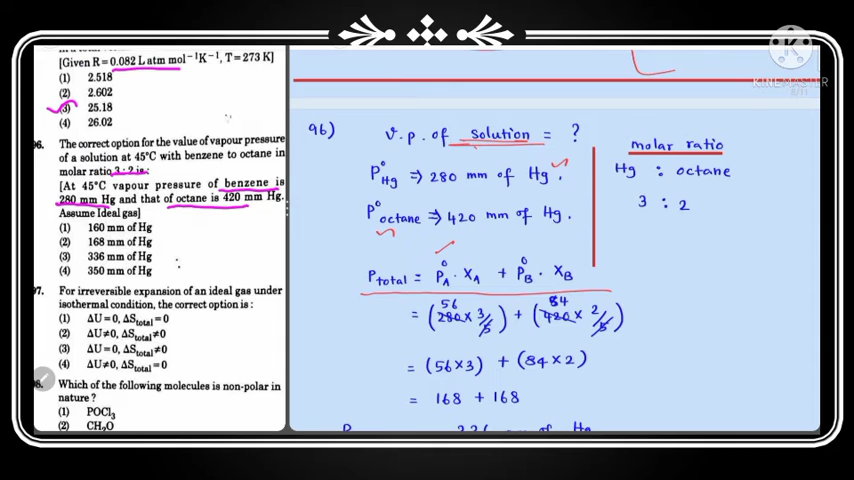 [Given R = 0.082 L atm mol⁻¹K⁻¹, T = 273 K]
(1) 2.518
(2) 2.602
(3) 25.18
(4) 26.02
96. The correct option for the value of vapour pressure
of a solution at 45°C with benzene to octane in
molar ratio 3 : 2 is :
[At 45°C vapour pressure of benzene is
280 mm Hg and that of octane is 420 mm Hg.
Assume Ideal gas]
(1) 160 mm of Hg
(2) 168 mm of Hg
(3) 336 mm of Hg
(4) 350 mm of Hg
97. For irreversible expansion of an ideal gas under
isothermal condition, the correct option is :
(1) ΔU = 0, ΔS_total = 0
(2) ΔU ≠ 0, ΔS_total ≠ 0
(3) ΔU = 0, ΔS_total ≠ 0
(4) ΔU ≠ 0, ΔS_total = 0
98. Which of the following molecules is non-polar in
nature ?
(1) POCl₃
(2) CH₂O
96) v.p. of solution = ?
P°Hg ⇒ 280 mm of Hg.
P°octane ⇒ 420 mm of Hg.
Ptotal = P°A . XA + P°B . XB
56 84
= (280 × 3/5) + (420 × 2/5)
= (56 × 3) + (84 × 2)
= 168 + 168
molar ratio
Hg : octane
3 : 2
K
Made with
KINEMASTER